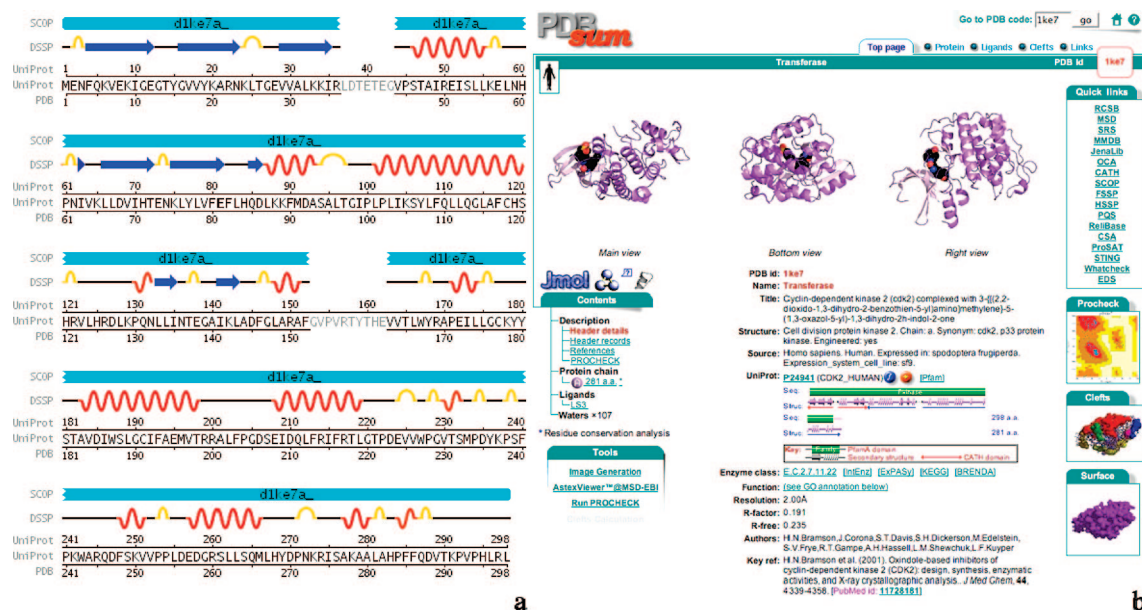 SCOP d1ke7a_
DSSP
UniProt 1 10 20 30 40 50 60
UniProt MENFQKVEKIGEGTYGVVYKARNKLTGEVVALKKIRLDTETEGVPSTAIREISLLKELNH
PDB 1 10 20 30 40 50 60
SCOP d1ke7a_
DSSP
UniProt 61 70 80 90 100 110 120
UniProt PNIVKLLDVIHTENKLYLVFEFLHQDLKKFMDASALTGIPLPLIKSYLFQLLQGLAFCHS
PDB 61 70 80 90 100 110 120
SCOP d1ke7a_
DSSP
UniProt 121 130 140 150 160 170 180
UniProt HRVLHRDLKPQNLLINTEGAIKLADFGLARAFGVPVRTYTHEVVTLWYRAPEILLGCKYY
PDB 121 130 140 150 160 170 180
SCOP d1ke7a_
DSSP
UniProt 181 190 200 210 220 230 240
UniProt STAVDIWSLGCIFAEMVTRRALFPGDSEIDQLFRIFRTLGTPDEVVWPGVTSMPDYKPSF
PDB 181 190 200 210 220 230 240
SCOP d1ke7a_
DSSP
UniProt 241 250 260 270 280 290 298
UniProt PKWARQDFSKVVPPLDEDGRSLLSQMLHYDPNKRISAKAALAHPFFQDVTKPVPHLRL
PDB 241 250 260 270 280 290 298
a
PDB sum
Go to PDB code: 1ke7 go
Top page Protein Ligands Clefts Links
Transferase PDB id 1ke7
Main view Bottom view Right view
Jmol
Contents
Description
Header details
Header records
References
PROCHECK
Protein chain
281 a.a. *
Ligands
LS3
Waters ×107
* Residue conservation analysis
Tools
Image Generation
AstexViewer™@MSD-EBI
Run PROCHECK
PDB id: 1ke7
Name: Transferase
Title: Cyclin-dependent kinase 2 (cdk2) complexed with 3-{[(2,2-
dioxido-1,3-dihydro-2-benzothien-5-yl)amino]methylene}-5-
(1,3-oxazol-5-yl)-1,3-dihydro-2h-indol-2-one
Structure: Cell division protein kinase 2. Chain: a. Synonym: cdk2, p33 protein
kinase. Engineered: yes
Source: Homo sapiens. Human. Expressed in: spodoptera frugiperda.
Expression_system_cell_line: sf9.
UniProt: P24941 (CDK2_HUMAN) [Pfam]
Seq.
Struc.
Seq. 298 a.a.
Struc. 281 a.a.
Key: Family PfamA domain
Secondary structure CATH domain
Enzyme class: E.C.2.7.11.22 [IntEnz] [ExPASy] [KEGG] [BRENDA]
Function: (see GO annotation below)
Resolution: 2.00Å
R-factor: 0.191
R-free: 0.235
Authors: H.N.Bramson,J.Corona,S.T.Davis,S.H.Dickerson,M.Edelstein,
S.V.Frye,R.T.Gampe,A.H.Hassell,L.M.Shewchuk,L.F.Kuyper
Key ref: H.N.Bramson et al. (2001). Oxindole-based inhibitors of
cyclin-dependent kinase 2 (CDK2): design, synthesis, enzymatic
activities, and X-ray crystallographic analysis.. J Med Chem, 44,
4339-4358. [PubMed id: 11728181]
Quick links
RCSB
MSD
SRS
MMDB
JenaLib
OCA
CATH
SCOP
FSSP
HSSP
PQS
ReliBase
CSA
ProSAT
STING
Whatcheck
EDS
Procheck
Clefts
Surface
b